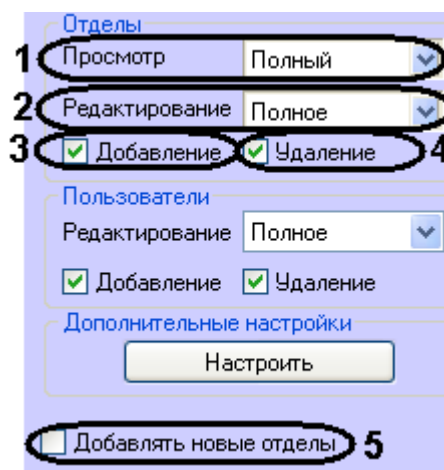 Отделы
1 Просмотр Полный
2 Редактирование Полное
3 Добавление Удаление 4
Пользователи
Редактирование Полное
Добавление Удаление
Дополнительные настройки
Настроить
Добавлять новые отделы 5